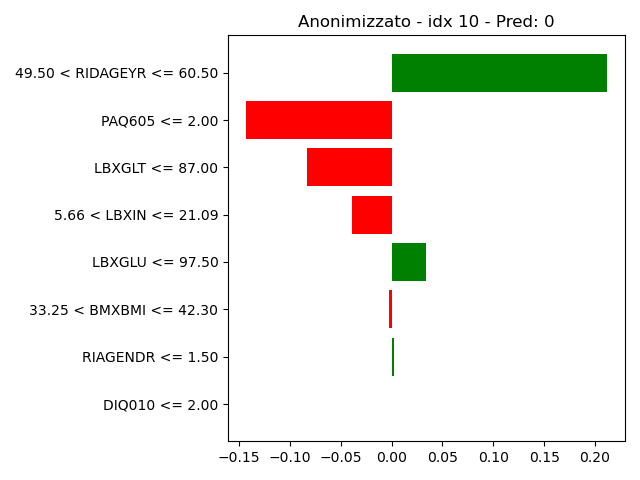 Anonimizzato - idx 10 - Pred: 0
49.50 < RIDAGEYR <= 60.50
PAQ605 <= 2.00
LBXGLT <= 87.00
5.66 < LBXIN <= 21.09
LBXGLU <= 97.50
33.25 < BMXBMI <= 42.30
RIAGENDR <= 1.50
DIQ010 <= 2.00
−0.15 −0.10 −0.05 0.00 0.05 0.10 0.15 0.20